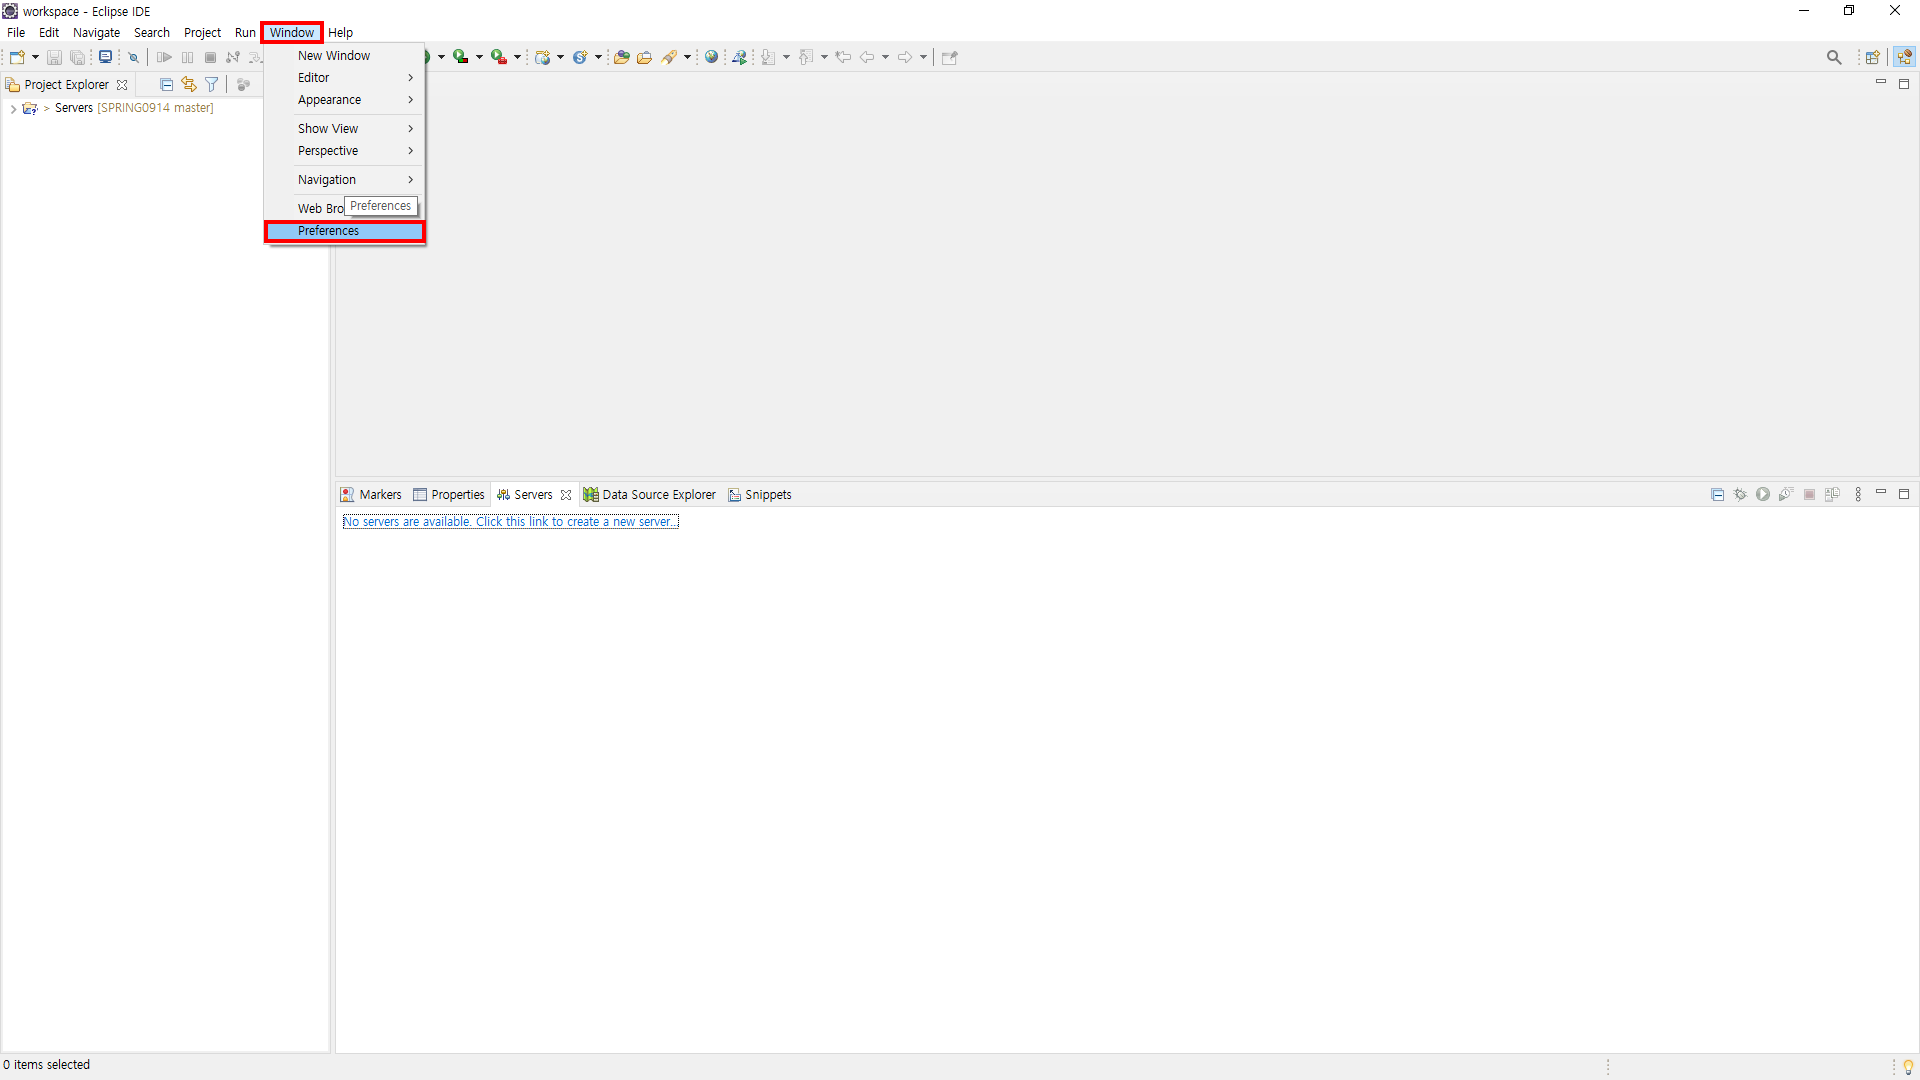 workspace - Eclipse IDE
File Edit Navigate Search Project Run Window Help
New Window
Editor
Appearance
Show View
Perspective
Navigation
Web Bro
Preferences
Preferences
Project Explorer
> Servers [SPRING0914 master]
Markers Properties Servers Data Source Explorer Snippets
No servers are available. Click this link to create a new server...
0 items selected